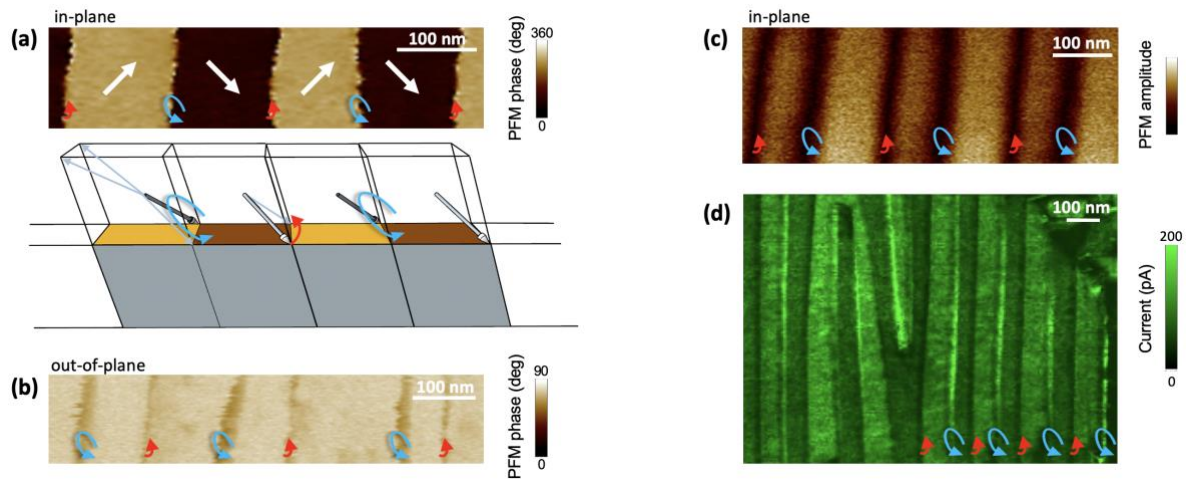 in-plane
(a)
100 nm
360
0
PFM phase (deg)
out-of-plane
(b)
100 nm
90
0
PFM phase (deg)
in-plane
(c)
100 nm
PFM amplitude
(d)
100 nm
200
0
Current (pA)